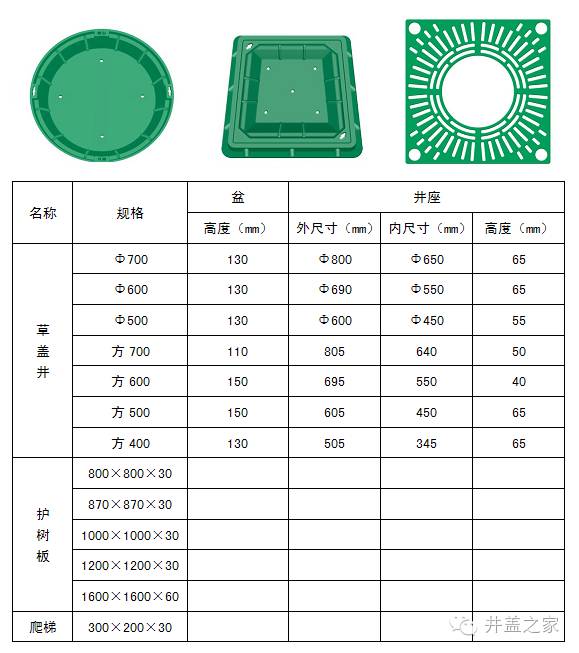 名称 规格 盆 井座
高度（mm） 外尺寸（mm） 内尺寸（mm） 高度（mm）
草盖井
Φ700 130 Φ800 Φ650 65
Φ600 130 Φ690 Φ550 65
Φ500 130 Φ600 Φ450 55
方 700 110 805 640 50
方 600 150 695 550 40
方 500 150 605 450 65
方 400 130 505 345 65
护树板
800×800×30
870×870×30
1000×1000×30
1200×1200×30
1600×1600×60
爬梯 300×200×30
井盖之家